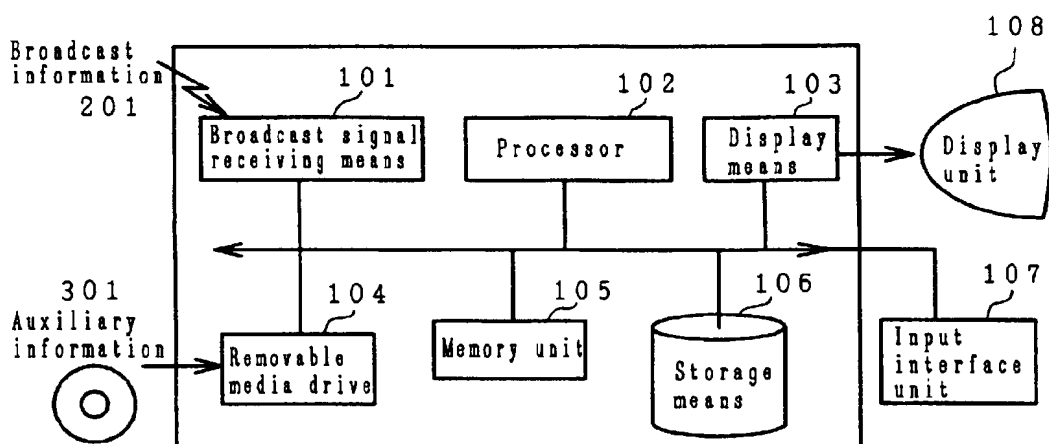 108
Broadcast
information
201
101
102
103
Broadcast signal
receiving means
Processor
Display
means
Display
unit
301
Auxiliary
information
104
105
106
107
Removable
media drive
Memory unit
Storage
means
Input
interface
unit